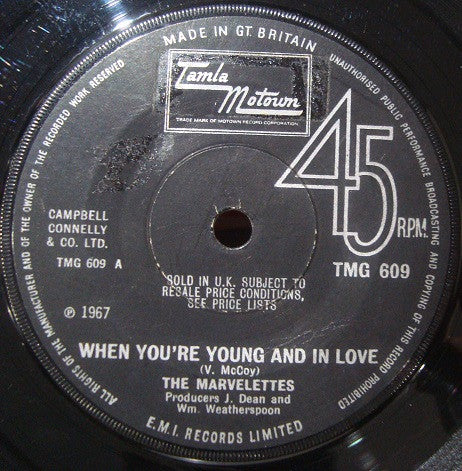 MADE IN GT. BRITAIN
UNAUTHORISED PUBLIC PERFORMANCE BROADCASTING AND COPYING OF THIS RECORD PROHIBITED
ALL RIGHTS OF THE MANUFACTURER AND OF THE OWNER OF THE RECORDED WORK RESERVED
Tamla
Motown
TRADE MARK OF MOTOWN RECORD CORPORATION
45
RPM.
CAMPBELL
CONNELLY
& CO. LTD.
TMG 609 A
TMG 609
SOLD IN U.K. SUBJECT TO
RESALE PRICE CONDITIONS,
SEE PRICE LISTS
℗ 1967
WHEN YOU'RE YOUNG AND IN LOVE
(V. McCoy)
THE MARVELETTES
Producers J. Dean and
Wm. Weatherspoon
E.M.I. RECORDS LIMITED